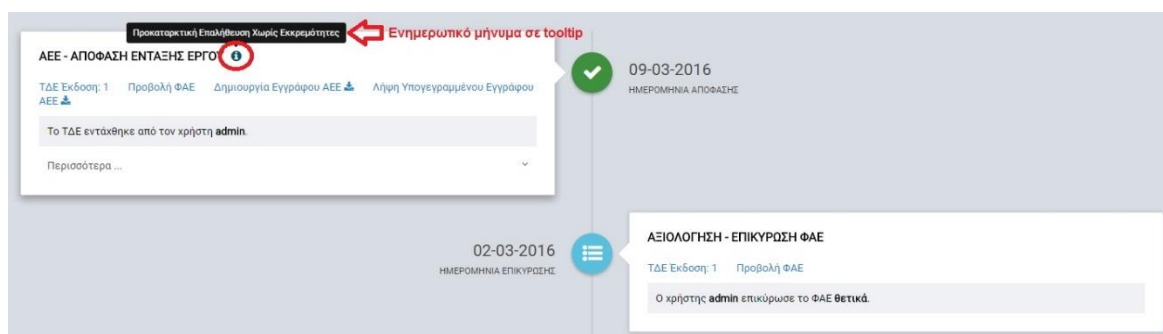 Προκαταρκτική Επαλήθευση Χωρίς Εκκρεμότητες
Ενημερωτικό μήνυμα σε tooltip
ΑΕΕ - ΑΠΟΦΑΣΗ ΕΝΤΑΞΗΣ ΕΡΓΟΥ
ΤΔΕ Έκδοση: 1 Προβολή ΦΑΕ Δημιουργία Εγγράφου ΑΕΕ Λήψη Υπογεγραμμένου Εγγράφου
ΑΕΕ
Το ΤΔΕ εντάχθηκε από τον χρήστη admin.
Περισσότερα ...
09-03-2016
ΗΜΕΡΟΜΗΝΙΑ ΑΠΟΦΑΣΗΣ
02-03-2016
ΗΜΕΡΟΜΗΝΙΑ ΕΠΙΚΥΡΩΣΗΣ
ΑΞΙΟΛΟΓΗΣΗ - ΕΠΙΚΥΡΩΣΗ ΦΑΕ
ΤΔΕ Έκδοση: 1 Προβολή ΦΑΕ
Ο χρήστης admin επικύρωσε το ΦΑΕ θετικά.